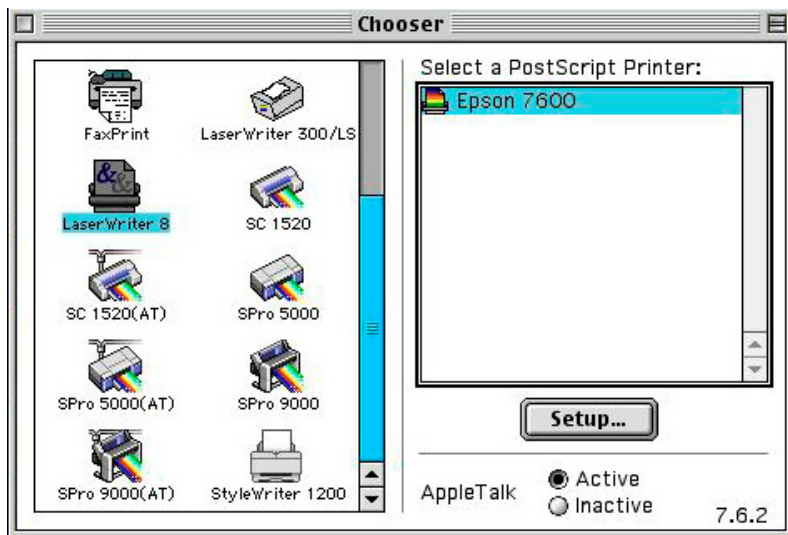 Chooser
FaxPrint
LaserWriter 300/LS
LaserWriter 8
SC 1520
SC 1520(AT)
SPro 5000
SPro 5000(AT)
SPro 9000
SPro 9000(AT)
StyleWriter 1200
Select a PostScript Printer:
Epson 7600
Setup...
AppleTalk
Active
Inactive
7.6.2